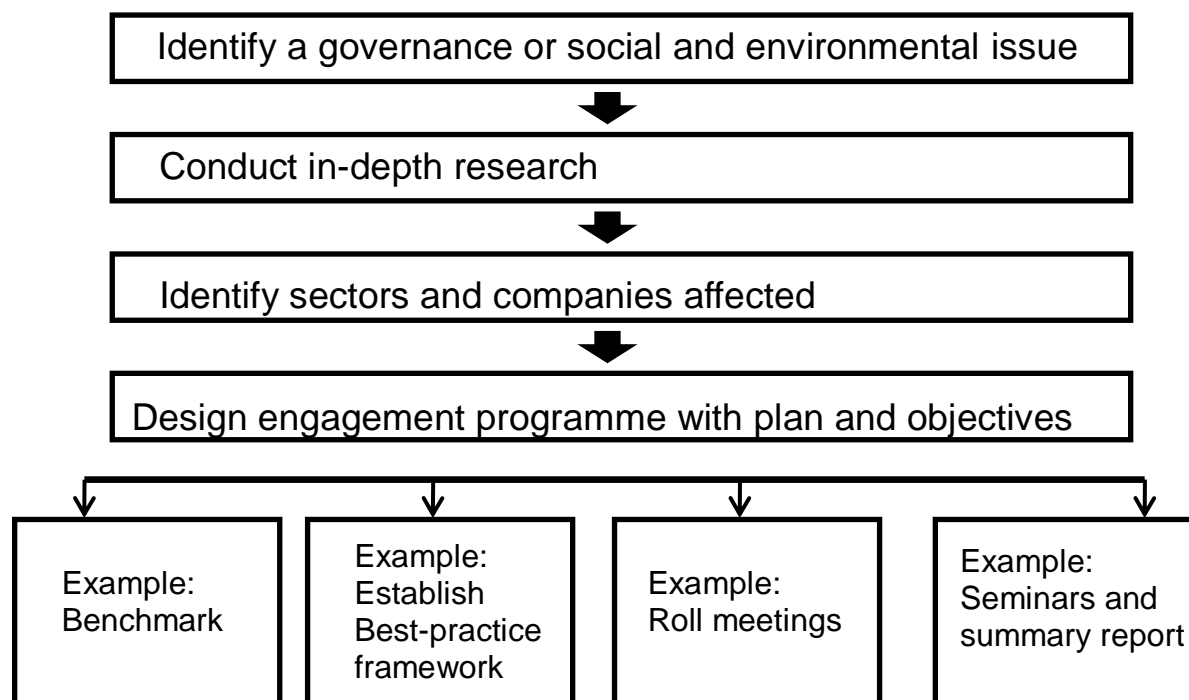 Identify a governance or social and environmental issue
Conduct in-depth research
Identify sectors and companies affected
Design engagement programme with plan and objectives
Example:
Benchmark
Example:
Establish
Best-practice
framework
Example:
Roll meetings
Example:
Seminars and
summary report